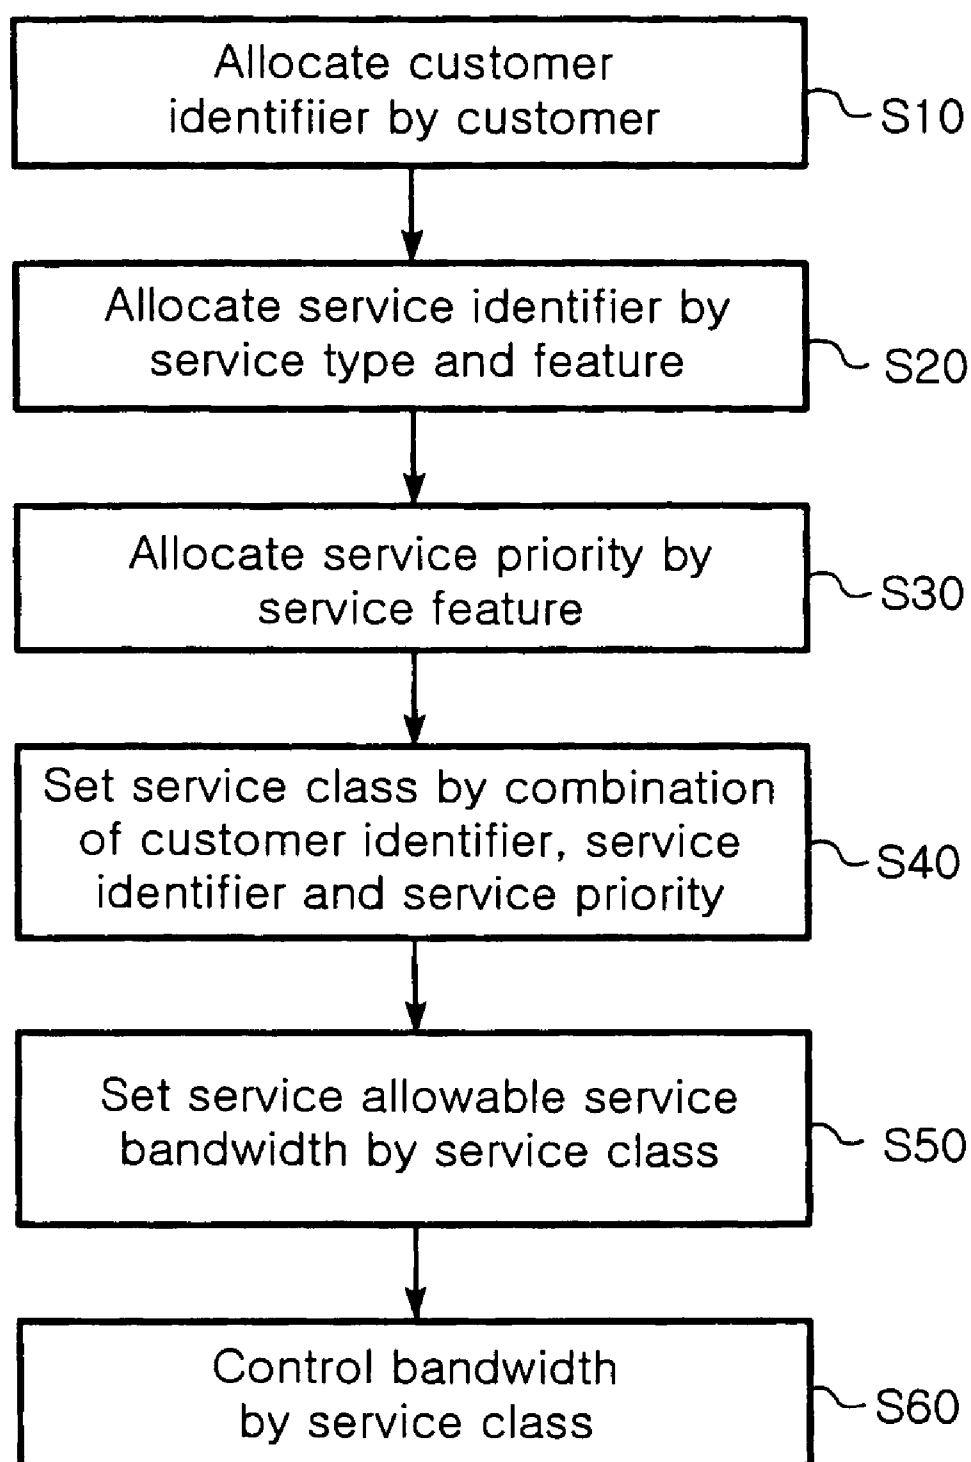 Allocate customer
identifiier by customer
S10
Allocate service identifier by
service type and feature
S20
Allocate service priority by
service feature
S30
Set service class by combination
of customer identifier, service
identifier and service priority
S40
Set service allowable service
bandwidth by service class
S50
Control bandwidth
by service class
S60